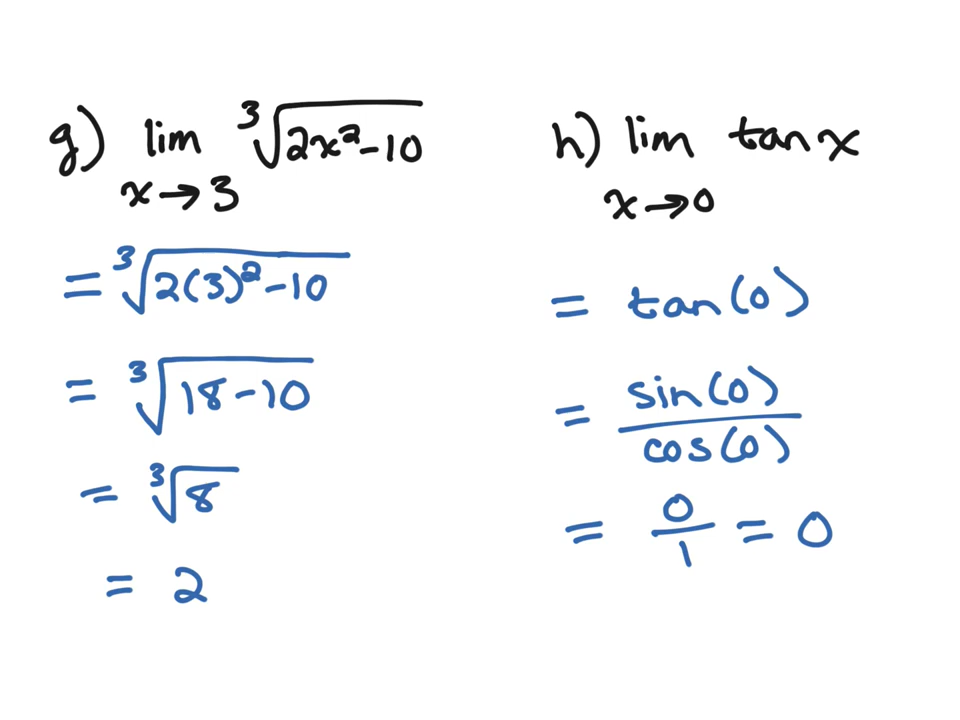 g) lim ∛(2x²-10)
x→3
= ∛(2(3)²-10)
= ∛(18-10)
= ∛8
= 2
h) lim tan x
x→0
= tan(0)
= sin(0)/cos(0)
= 0/1 = 0